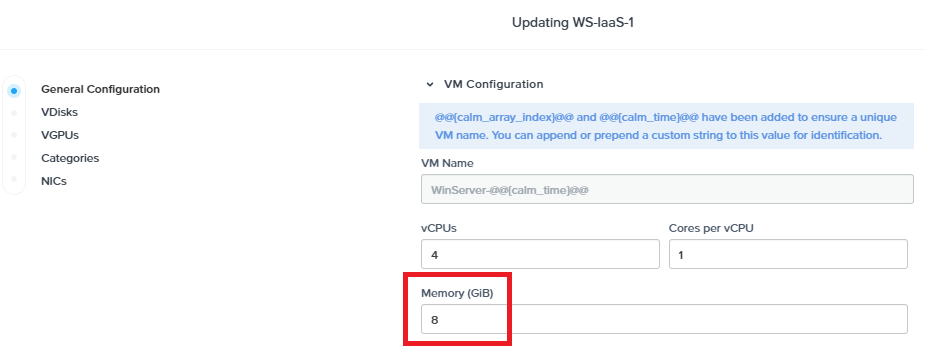 Updating WS-IaaS-1
General Configuration
VDisks
VGPUs
Categories
NICs
VM Configuration
@@{calm_array_index}@@ and @@{calm_time}@@ have been added to ensure a unique
VM name. You can append or prepend a custom string to this value for identification.
VM Name
WinServer-@@{calm_time}@@
vCPUs
Cores per vCPU
4
1
Memory (GiB)
8